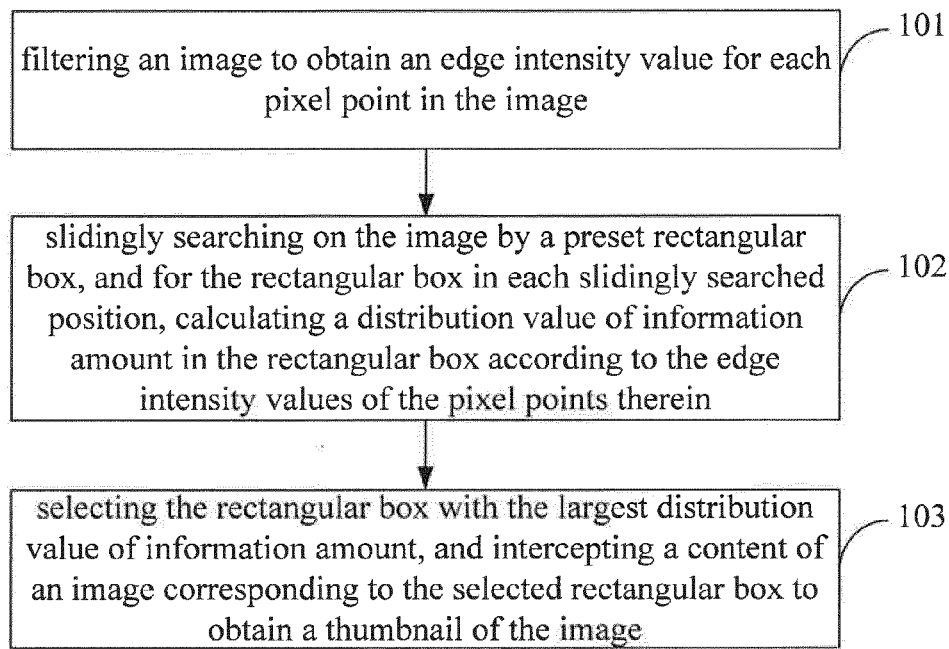 101
filtering an image to obtain an edge intensity value for each
pixel point in the image
slidingly searching on the image by a preset rectangular
box, and for the rectangular box in each slidingly searched
102
position, calculating a distribution value of information
amount in the rectangular box according to the edge
intensity values of the pixel points therein
selecting the rectangular box with the largest distribution
103
value of information amount, and intercepting a content of
an image corresponding to the selected rectangular box to
obtain a thumbnail of the image